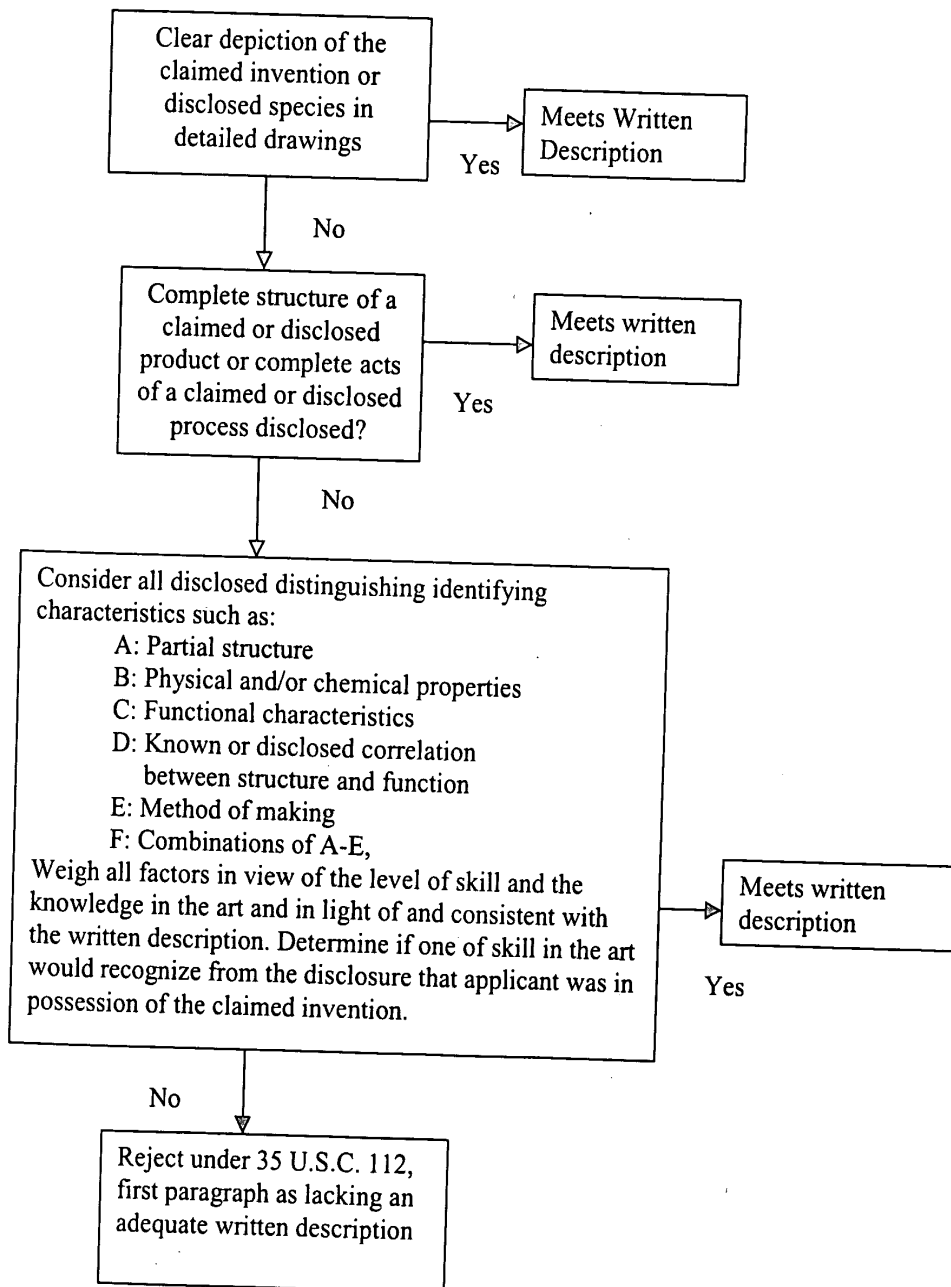 Clear depiction of the
claimed invention or
disclosed species in
detailed drawings
Meets Written
Description
Yes
No
Complete structure of a
claimed or disclosed
product or complete acts
of a claimed or disclosed
process disclosed?
Meets written
description
Yes
No
Consider all disclosed distinguishing identifying
characteristics such as:
A: Partial structure
B: Physical and/or chemical properties
C: Functional characteristics
D: Known or disclosed correlation
between structure and function
E: Method of making
F: Combinations of A-E,
Weigh all factors in view of the level of skill and the
knowledge in the art and in light of and consistent with
the written description. Determine if one of skill in the art
would recognize from the disclosure that applicant was in
possession of the claimed invention.
Meets written
description
Yes
No
Reject under 35 U.S.C. 112,
first paragraph as lacking an
adequate written description